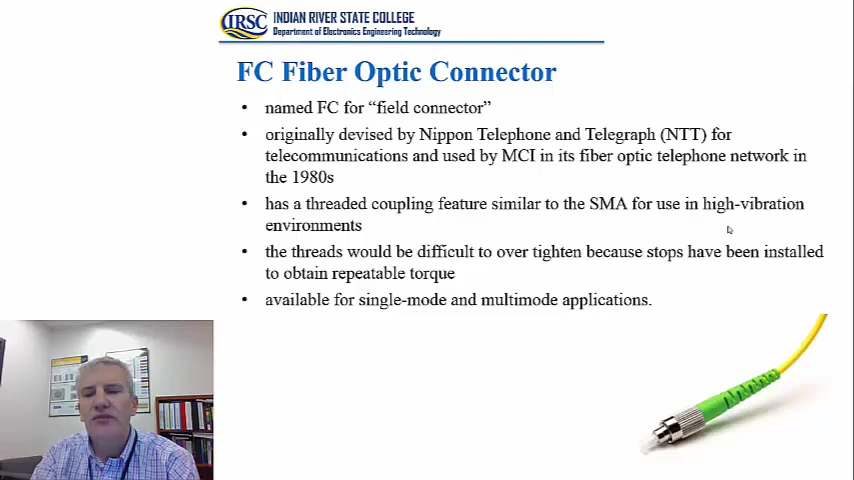 IRSC
INDIAN RIVER STATE COLLEGE
Department of Electronics Engineering Technology
FC Fiber Optic Connector
• named FC for “field connector”
• originally devised by Nippon Telephone and Telegraph (NTT) for
telecommunications and used by MCI in its fiber optic telephone network in
the 1980s
• has a threaded coupling feature similar to the SMA for use in high-vibration
environments
• the threads would be difficult to over tighten because stops have been installed
to obtain repeatable torque
• available for single-mode and multimode applications.